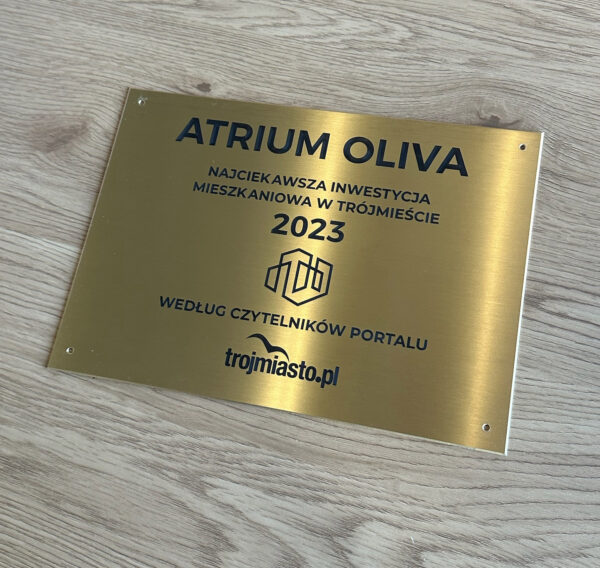 ATRIUM OLIVA
NAJCIEKAWSZA INWESTYCJA
MIESZKANIOWA W TRÓJMIEŚCIE
2023
WEDŁUG CZYTELNIKÓW PORTALU
trojmiasto.pl